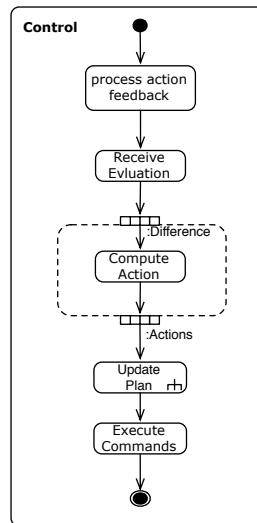 Control
process action
feedback
Receive
Evluation
:Difference
Compute
Action
:Actions
Update
Plan
Execute
Commands